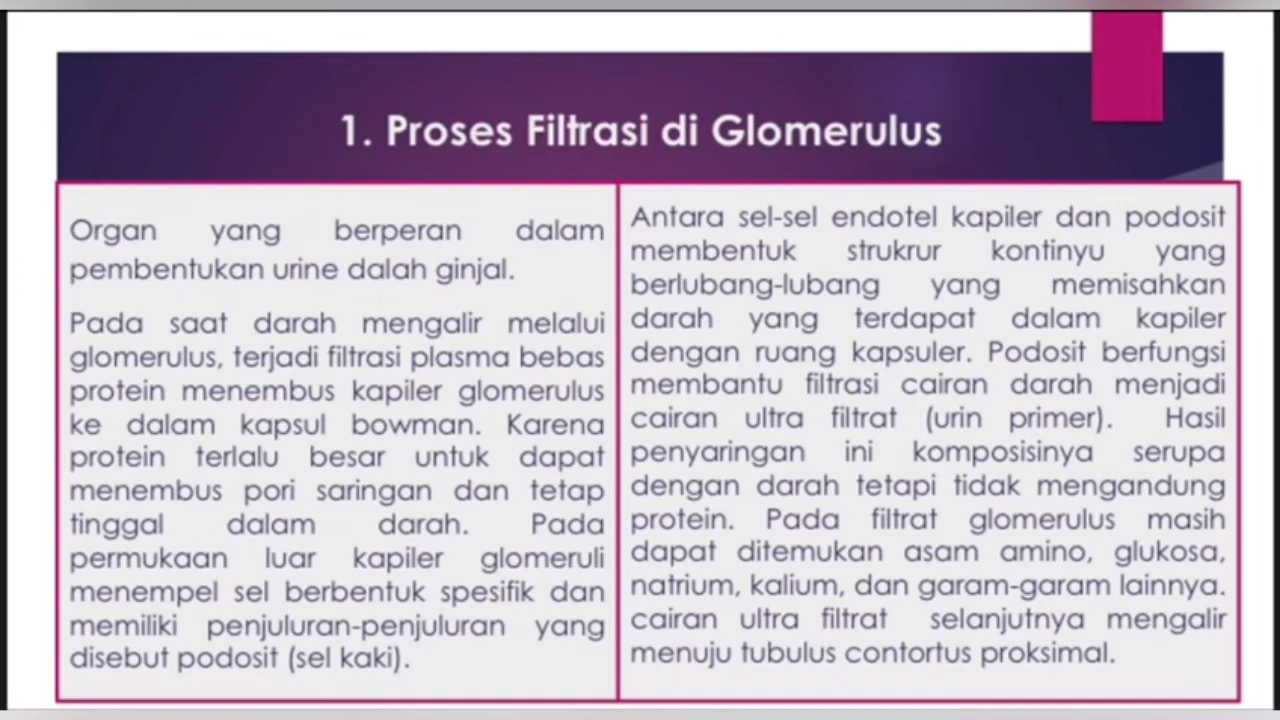 1. Proses Filtrasi di Glomerulus
Organ yang berperan dalam
pembentukan urine dalah ginjal.
Pada saat darah mengalir melalui
glomerulus, terjadi filtrasi plasma bebas
protein menembus kapiler glomerulus
ke dalam kapsul bowman. Karena
protein terlalu besar untuk dapat
menembus pori saringan dan tetap
tinggal dalam darah. Pada
permukaan luar kapiler glomeruli
menempel sel berbentuk spesifik dan
memiliki penjuluran-penjuluran yang
disebut podosit (sel kaki).
Antara sel-sel endotel kapiler dan podosit
membentuk strukrur kontinyu yang
berlubang-lubang yang memisahkan
darah yang terdapat dalam kapiler
dengan ruang kapsuler. Podosit berfungsi
membantu filtrasi cairan darah menjadi
cairan ultra filtrat (urin primer). Hasil
penyaringan ini komposisinya serupa
dengan darah tetapi tidak mengandung
protein. Pada filtrat glomerulus masih
dapat ditemukan asam amino, glukosa,
natrium, kalium, dan garam-garam lainnya.
cairan ultra filtrat selanjutnya mengalir
menuju tubulus contortus proksimal.